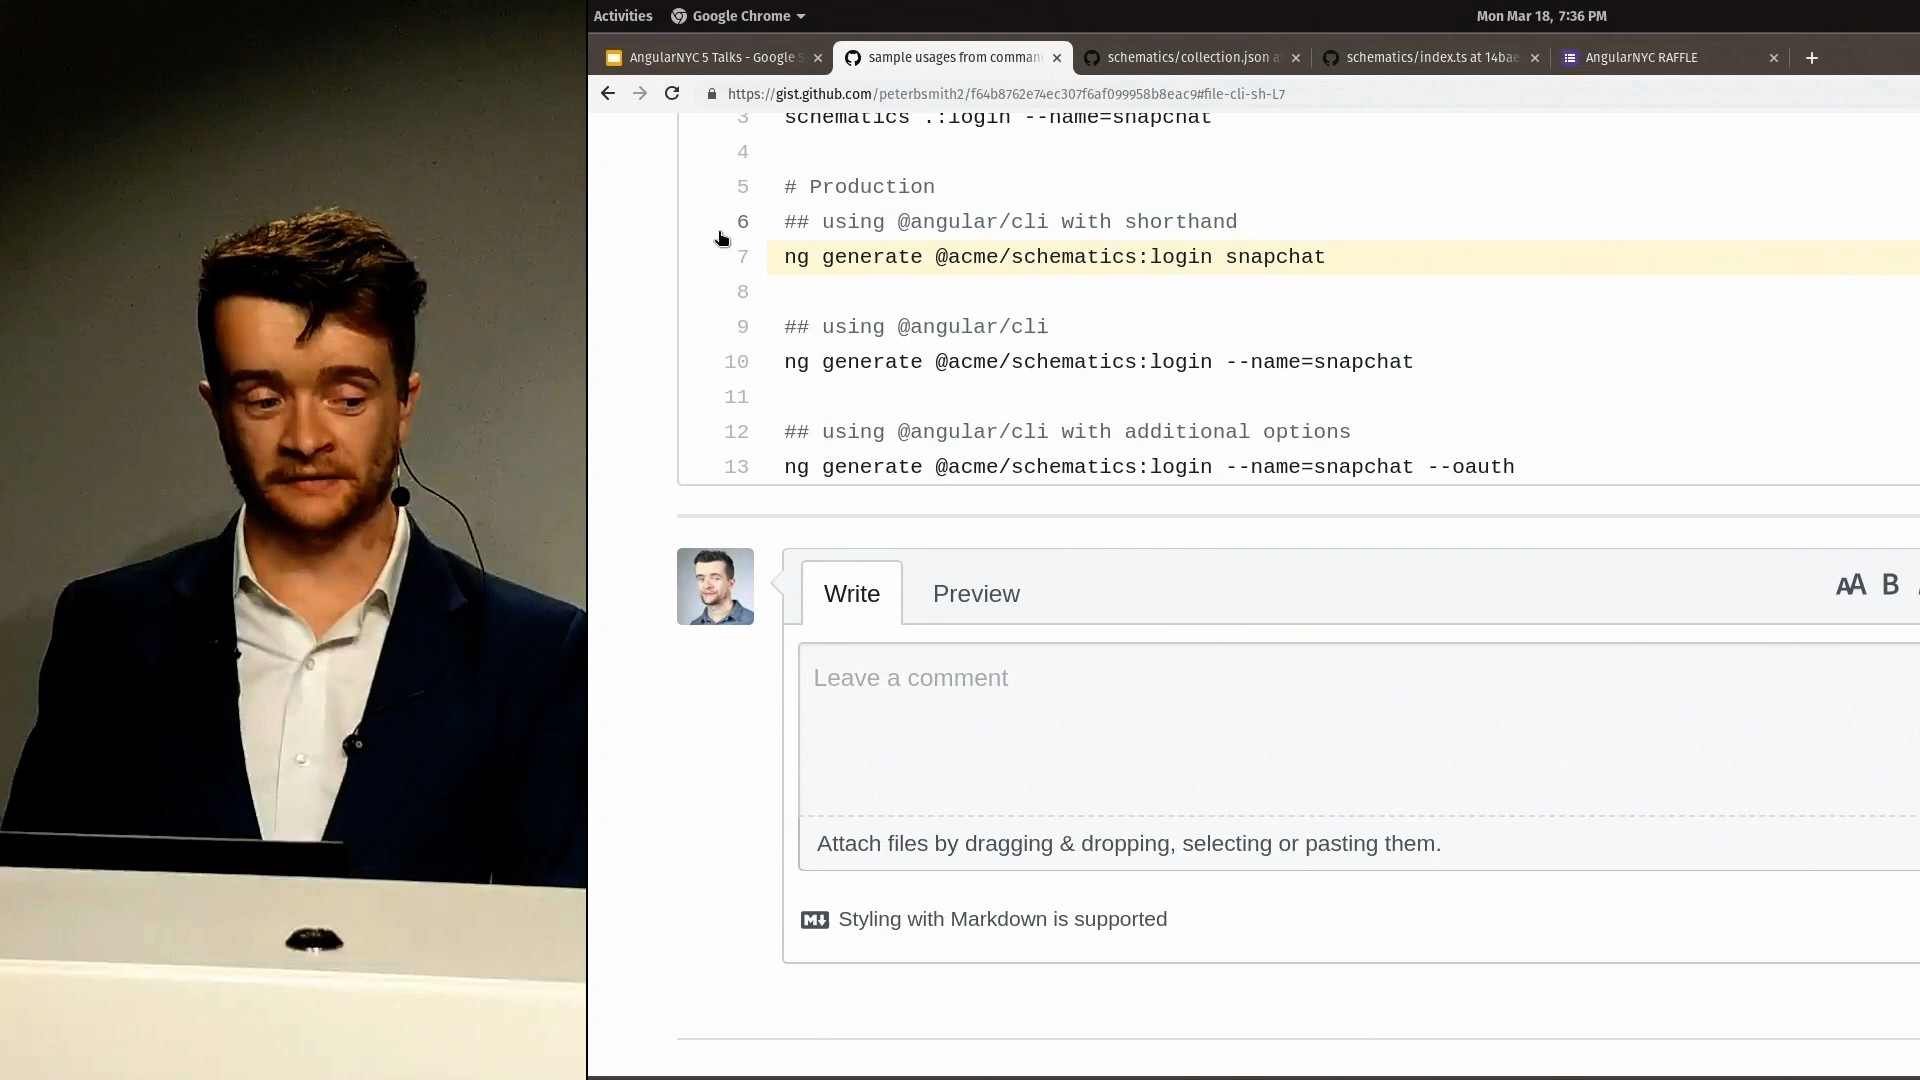 Activities Google Chrome Mon Mar 18, 7:36 PM
AngularNYC 5 Talks - Google S sample usages from comman schematics/collection.json a schematics/index.ts at 14bae AngularNYC RAFFLE
https://gist.github.com/peterbsmith2/f64b8762e74ec307f6af099958b8eac9#file-cli-sh-L7
3 schematics .:login --name=snapchat
4
5 # Production
6 ## using @angular/cli with shorthand
7 ng generate @acme/schematics:login snapchat
8
9 ## using @angular/cli
10 ng generate @acme/schematics:login --name=snapchat
11
12 ## using @angular/cli with additional options
13 ng generate @acme/schematics:login --name=snapchat --oauth
Write Preview AA B
Leave a comment
Attach files by dragging & dropping, selecting or pasting them.
M↓ Styling with Markdown is supported